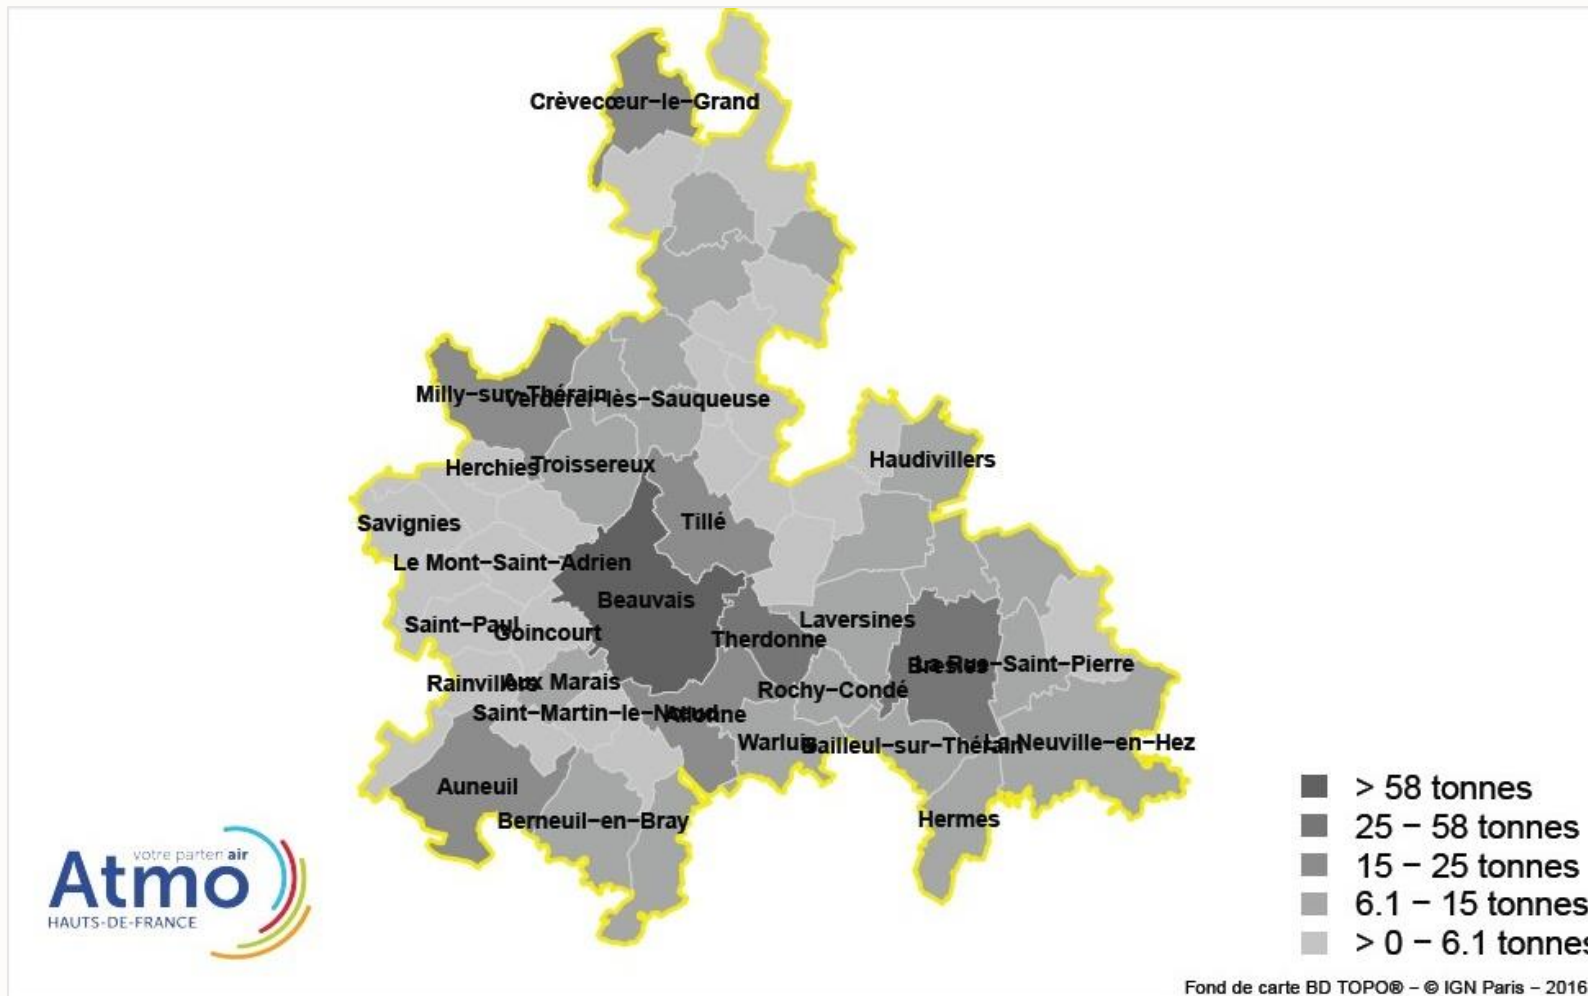 Crèvecœur−le−Grand
Milly−sur−Thérain
Verderel−lès−Sauqueuse
Haudivillers
Herchies
Troissereux
Savignies
Tillé
Le Mont−Saint−Adrien
Beauvais
Laversines
Saint−Paul
Goincourt
Therdonne
Bresles
La Rue−Saint−Pierre
Rainvillers
Aux Marais
Rochy−Condé
Saint−Martin−le−Nœud
Allonne
Warluis
Bailleul−sur−Thérain
La Neuville−en−Hez
Auneuil
Berneuil−en−Bray
Hermes
> 58 tonnes
25 − 58 tonnes
15 − 25 tonnes
6.1 − 15 tonnes
> 0 − 6.1 tonnes
votre parten air
Atmo
HAUTS-DE-FRANCE
Fond de carte BD TOPO® − © IGN Paris − 2016